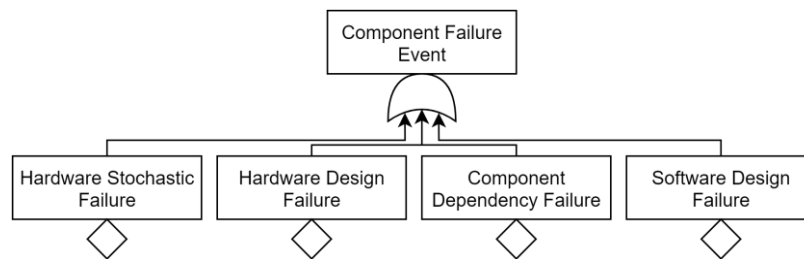 Component Failure
Event
Hardware Stochastic
Failure
Hardware Design
Failure
Component
Dependency Failure
Software Design
Failure